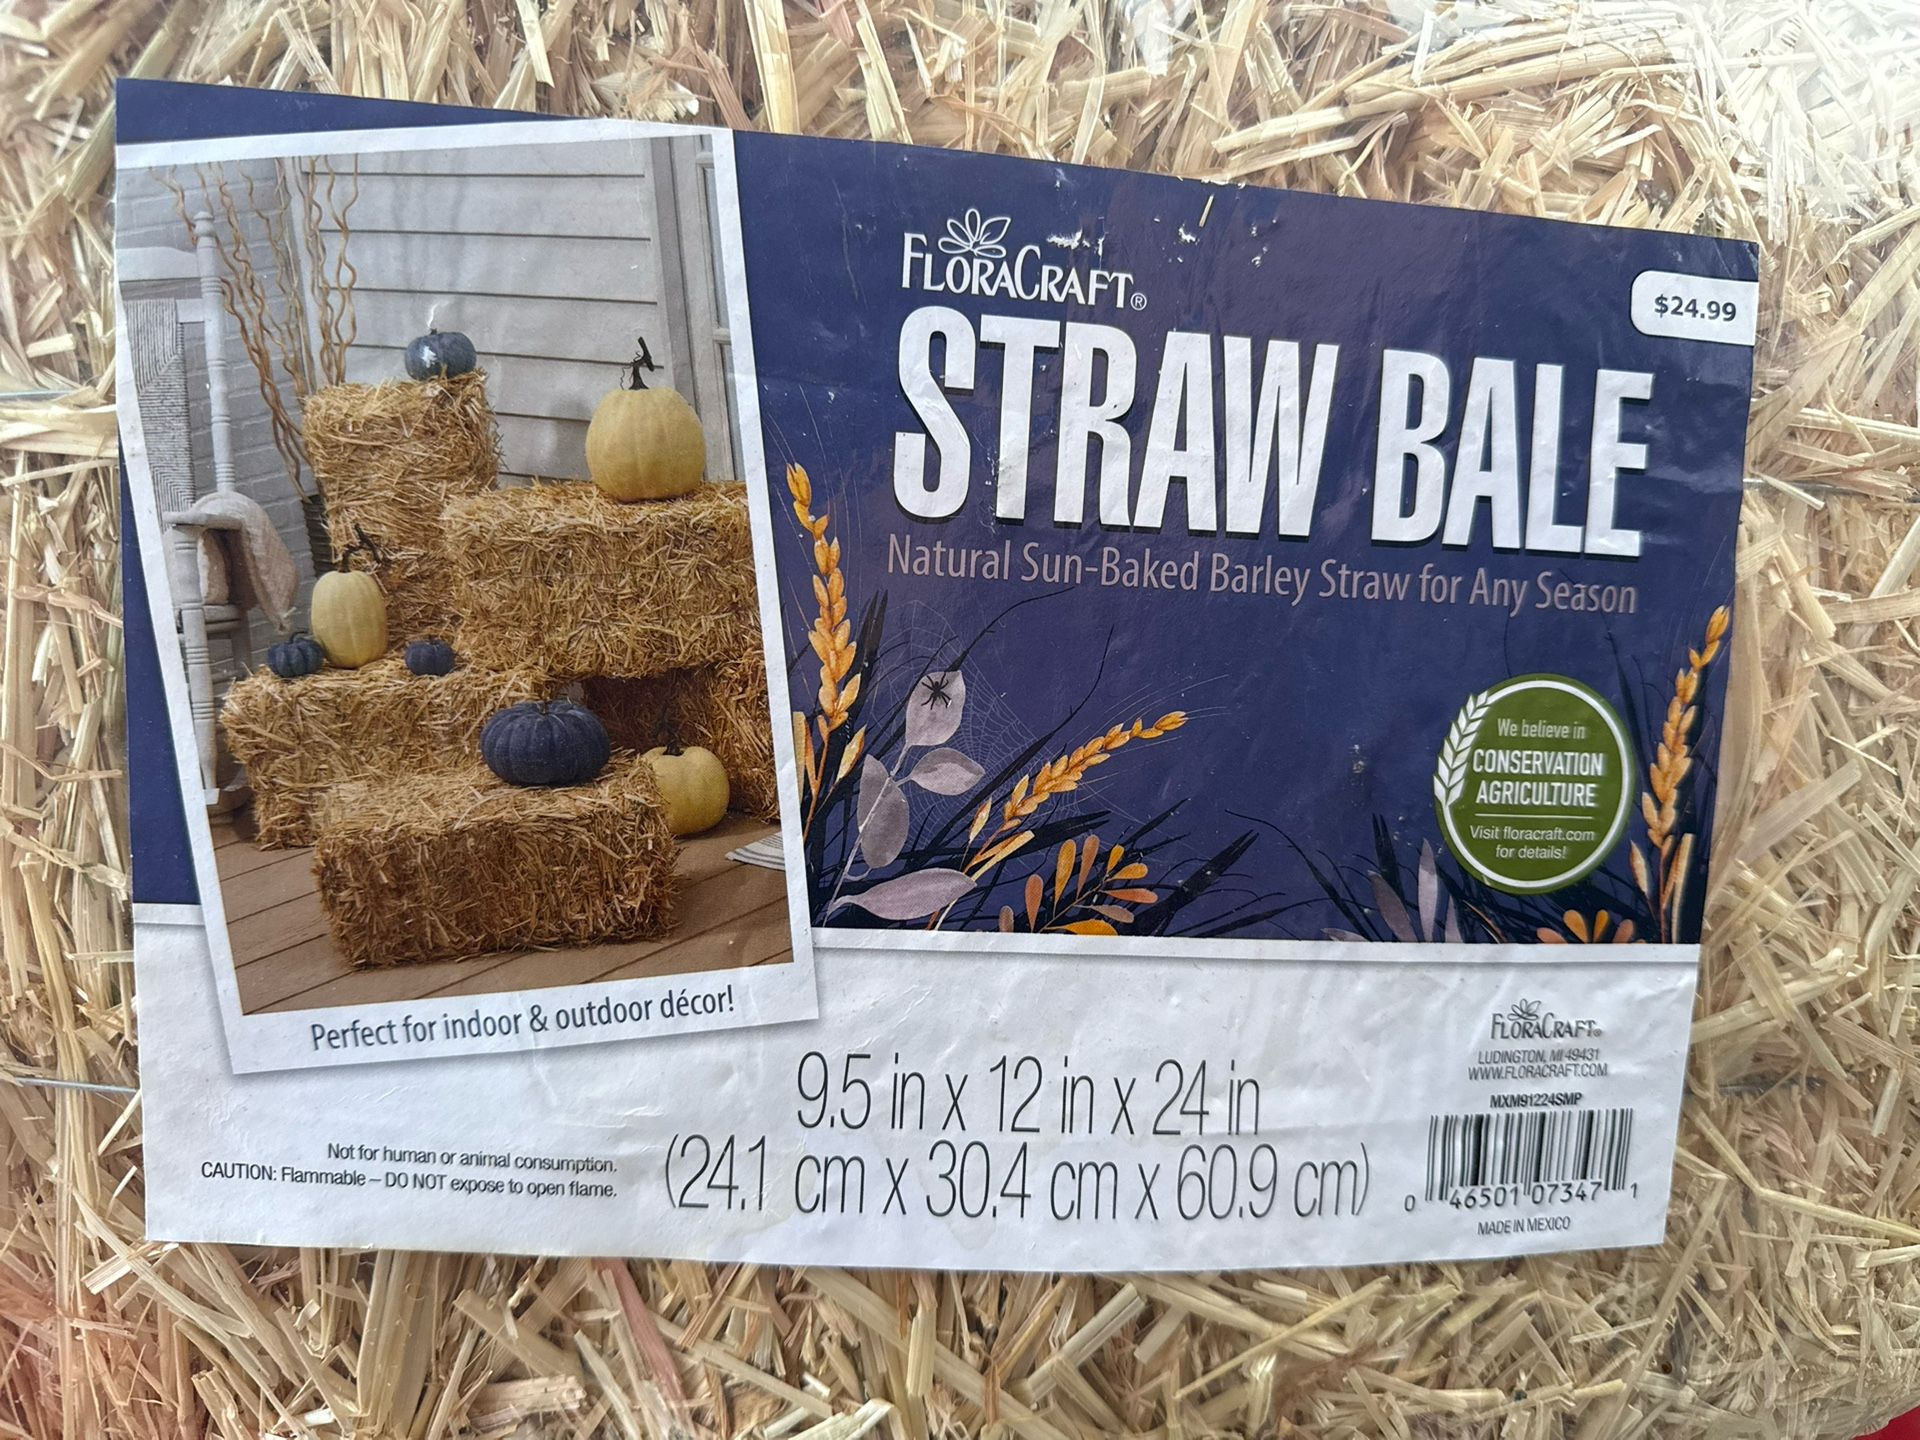 FLORACRAFT®
$24.99
STRAW BALE
Natural Sun-Baked Barley Straw for Any Season
We believe in
CONSERVATION
AGRICULTURE
Visit floracraft.com
for details!
Perfect for indoor & outdoor décor!
Not for human or animal consumption.
CAUTION: Flammable – DO NOT expose to open flame.
9.5 in x 12 in x 24 in
(24.1 cm x 30.4 cm x 60.9 cm)
FLORACRAFT®
LUDINGTON, MI 49431
WWW.FLORACRAFT.COM
MXM91224SMP
0 46501 07347 1
MADE IN MEXICO